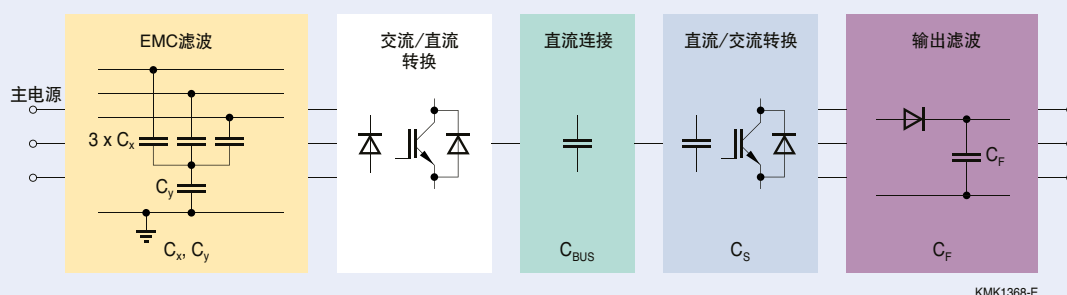 EMC滤波
交流/直流
转换
直流连接
直流/交流转换
输出滤波
主电源
3 x Cx
Cy
CF
Cx, Cy
CBUS
CS
CF
KMK1368-E